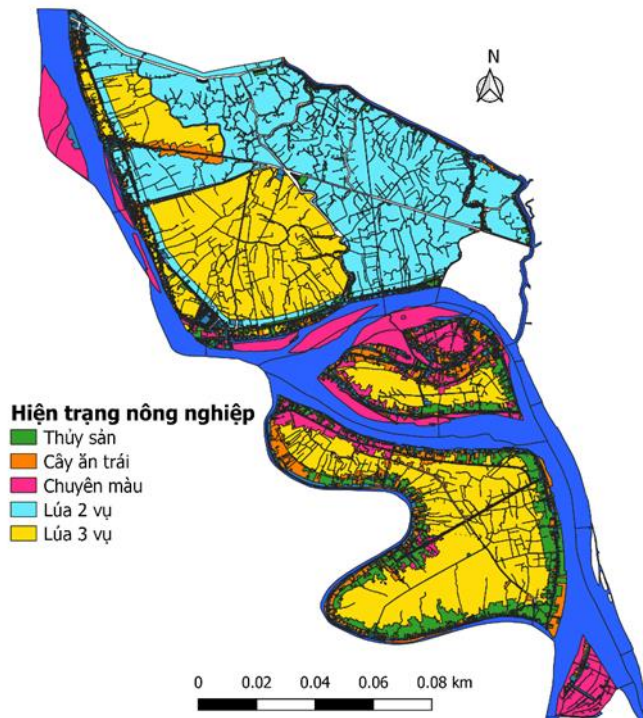 N
Hiện trạng nông nghiệp
Thủy sản
Cây ăn trái
Chuyên màu
Lúa 2 vụ
Lúa 3 vụ
0 0.02 0.04 0.06 0.08 km